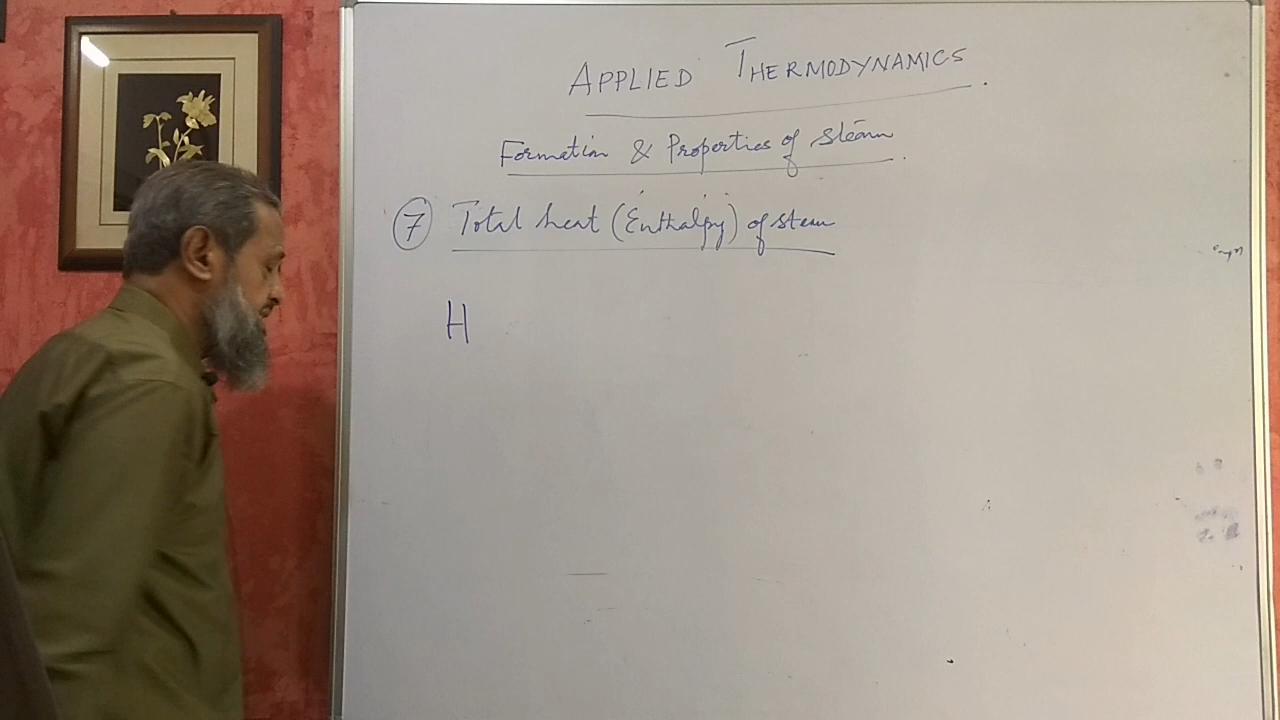 APPLIED THERMODYNAMICS.
Formation & Properties of steam.
⑦ Total heat (Enthalpy) of steam
H